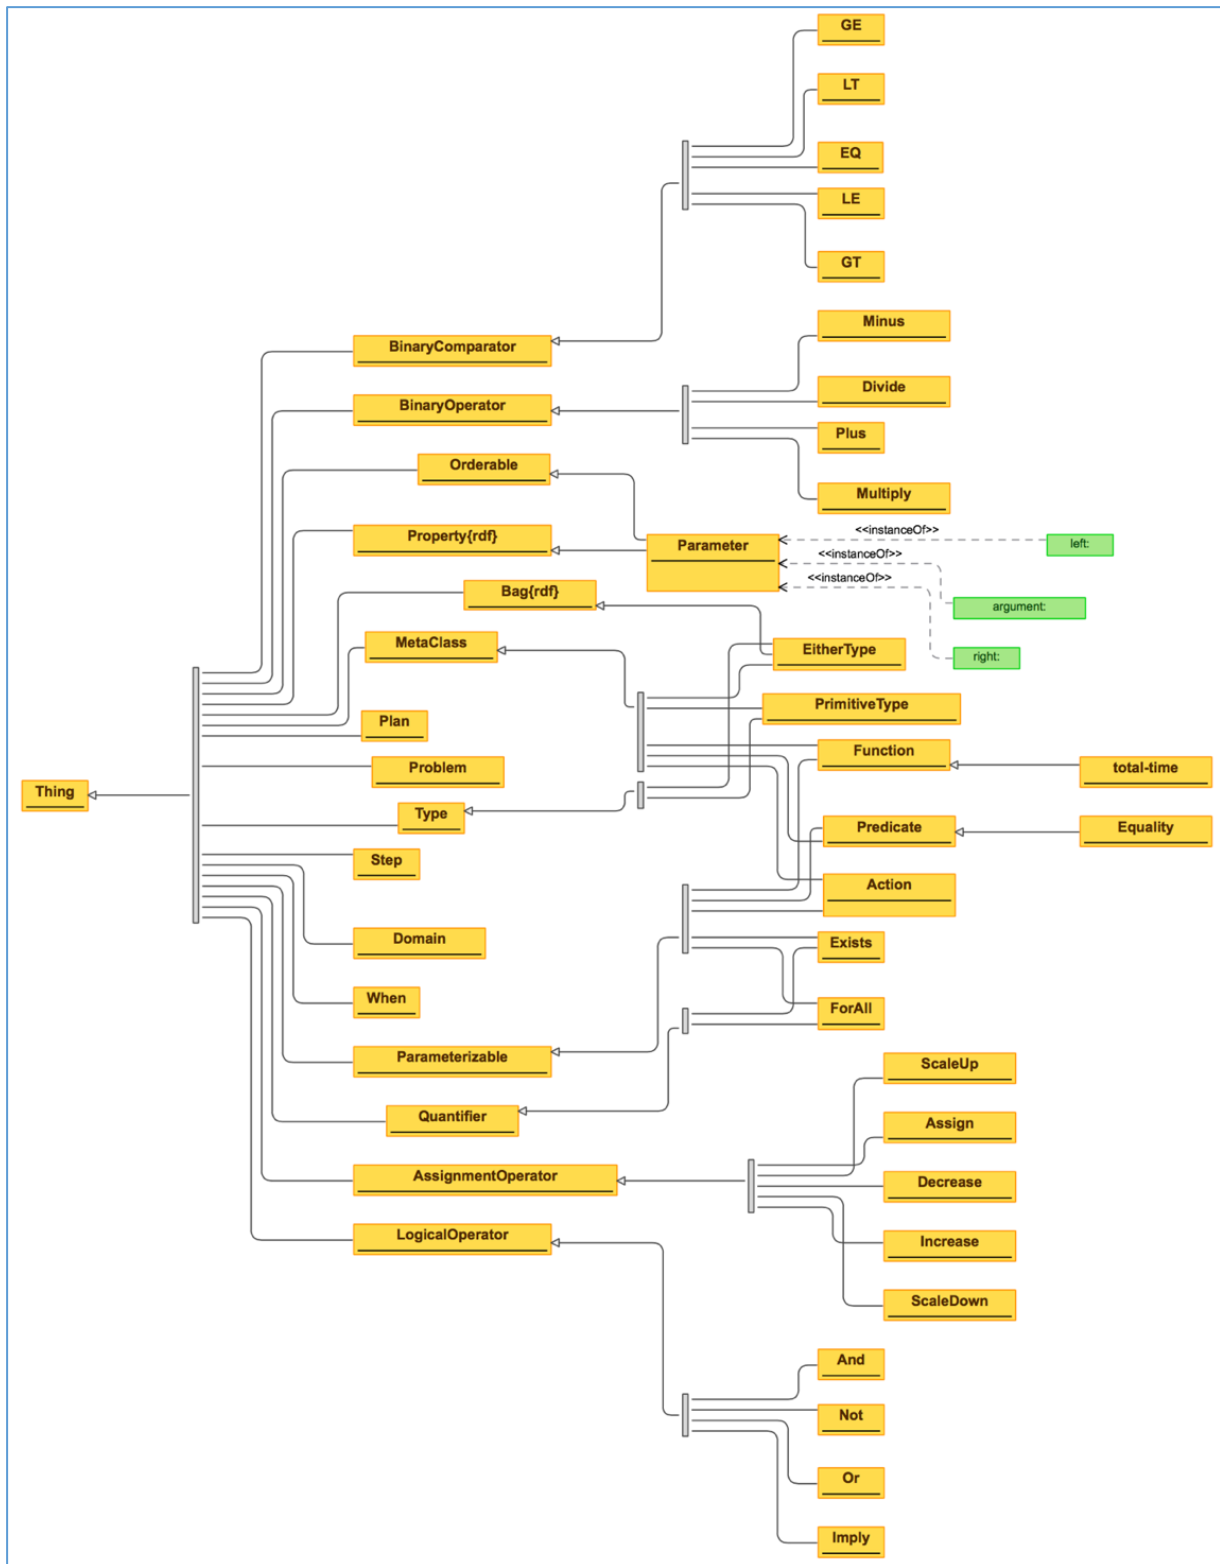 GE
LT
EQ
LE
GT
Minus
BinaryComparator
Divide
BinaryOperator
Plus
Orderable
Multiply
Property{rdf}
Parameter
<<instanceOf>>
left:
<<instanceOf>>
<<instanceOf>>
Bag{rdf}
argument:
MetaClass
EitherType
right:
PrimitiveType
Plan
Function
Problem
total-time
Thing
Type
Predicate
Equality
Step
Action
Domain
Exists
When
ForAll
Parameterizable
ScaleUp
Quantifier
Assign
AssignmentOperator
Decrease
LogicalOperator
Increase
ScaleDown
And
Not
Or
Imply